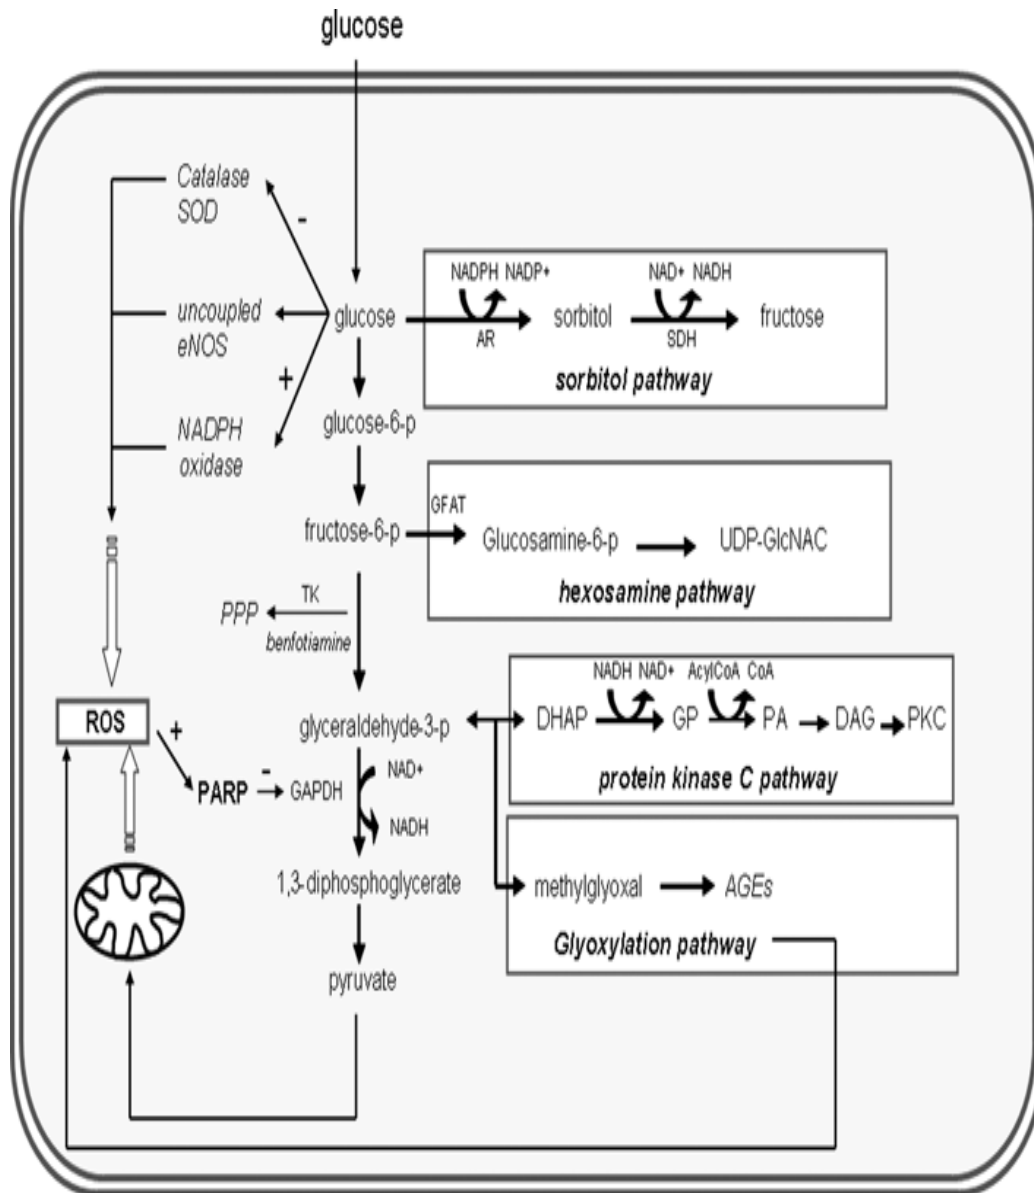 glucose
Catalase
SOD
-
NADPH NADP+
NAD+ NADH
uncoupled
eNOS
glucose
sorbitol
fructose
AR
SDH
+
sorbitol pathway
glucose-6-p
NADPH
oxidase
GFAT
fructose-6-p
Glucosamine-6-p
UDP-GlcNAC
hexosamine pathway
TK
PPP
benfotiamine
NADH NAD+
AcylCoA CoA
ROS
+
glyceraldehyde-3-p
DHAP
GP
PA
DAG
PKC
NAD+
protein kinase C pathway
PARP
-
GAPDH
NADH
1,3-diphosphoglycerate
methylglyoxal
AGEs
Glyoxylation pathway
pyruvate